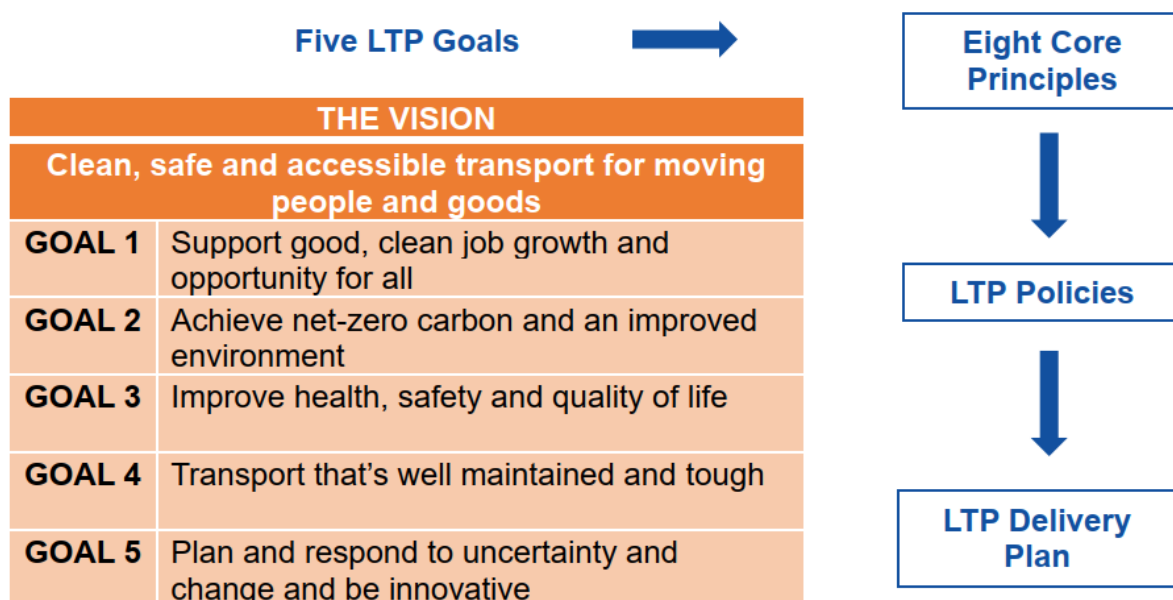 Five LTP Goals
THE VISION
Clean, safe and accessible transport for moving
people and goods
GOAL 1 Support good, clean job growth and
opportunity for all
GOAL 2 Achieve net-zero carbon and an improved
environment
GOAL 3 Improve health, safety and quality of life
GOAL 4 Transport that’s well maintained and tough
GOAL 5 Plan and respond to uncertainty and
change and be innovative
Eight Core
Principles
LTP Policies
LTP Delivery
Plan